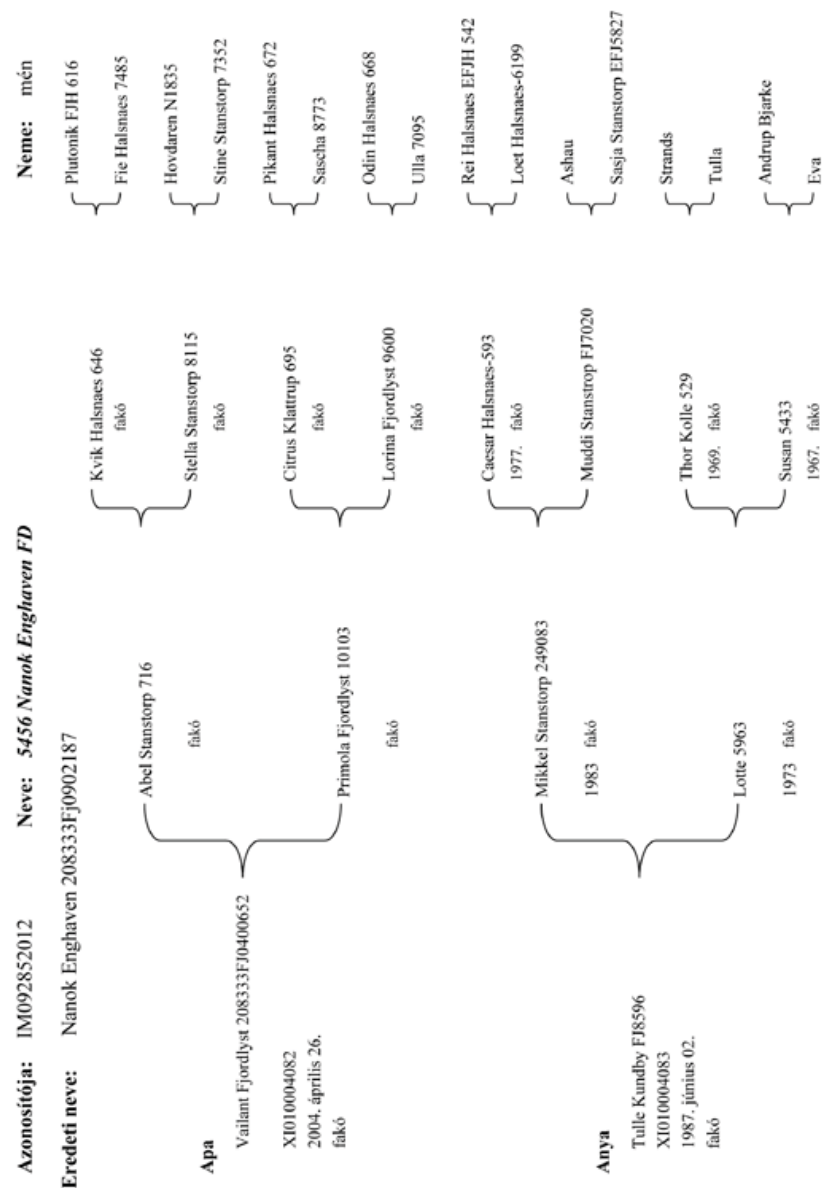 Azonosítója: IM092852012 Neve: 5456 Nanok Enghaven FD Neme: mén
Eredeti neve: Nanok Enghaven 208333Fj0902187
Apa
Vailant Fjordlyst 208333FJ0400652
XI010004082
2004. április 26.
fakó
Abel Stanstorp 716
fakó
Primola Fjordlyst 10103
fakó
Kvik Halsnaes 646
fakó
Stella Stanstorp 8115
fakó
Citrus Klattrup 695
fakó
Lorina Fjordlyst 9600
fakó
Plutonik FJH 616
Fie Halsnaes 7485
Hovdaren N1835
Stine Stanstorp 7352
Pikant Halsnaes 672
Sascha 8773
Odin Halsnaes 668
Ulla 7095
Anya
Tulle Kundby FJ8596
XI010004083
1987. június 02.
fakó
Mikkel Stanstorp 249083
1983 fakó
Lotte 5963
1973 fakó
Caesar Halsnaes-593
1977. fakó
Muddi Stanstrop FJ7020
Thor Kolle 529
1969. fakó
Susan 5433
1967. fakó
Rei Halsnaes EFJH 542
Loet Halsnaes-6199
Ashau
Sasja Stanstorp EFJ5827
Strands
Tulla
Andrup Bjarke
Eva